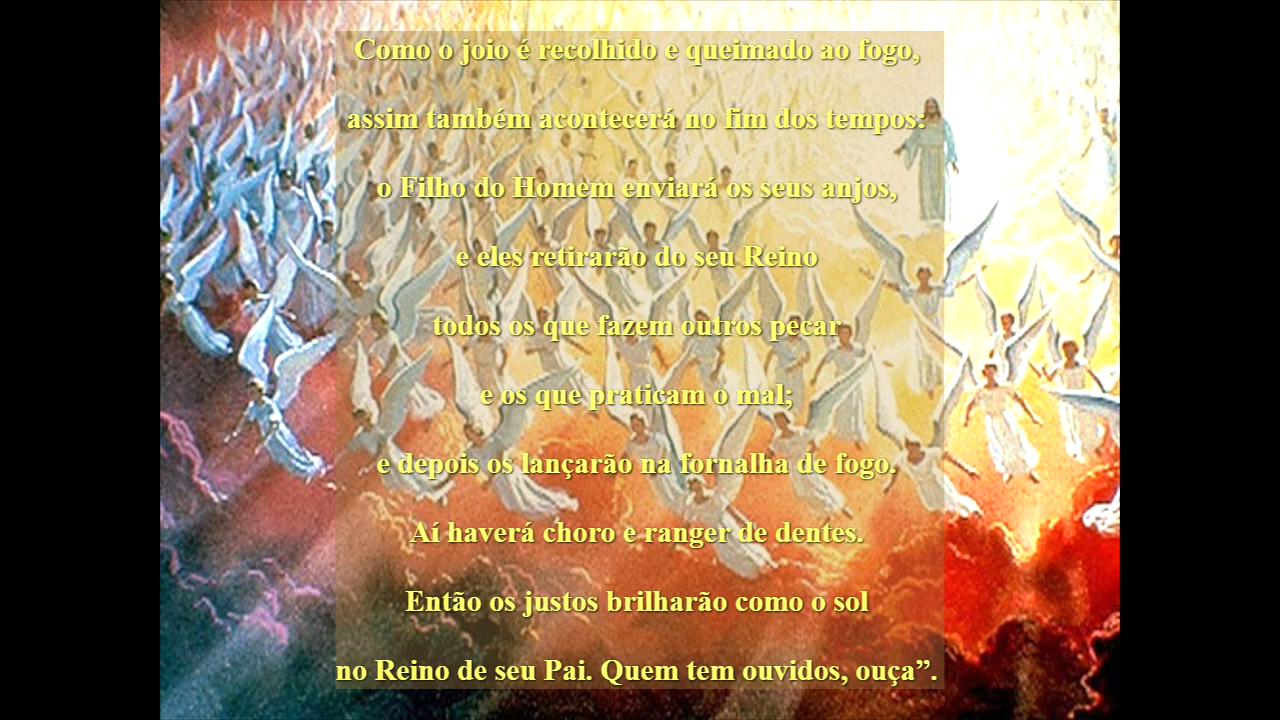 Como o joio é recolhido e queimado ao fogo,
assim também acontecerá no fim dos tempos:
o Filho do Homem enviará os seus anjos,
e eles retirarão do seu Reino
todos os que fazem outros pecar
e os que praticam o mal;
e depois os lançarão na fornalha de fogo.
Aí haverá choro e ranger de dentes.
Então os justos brilharão como o sol
no Reino de seu Pai. Quem tem ouvidos, ouça”.